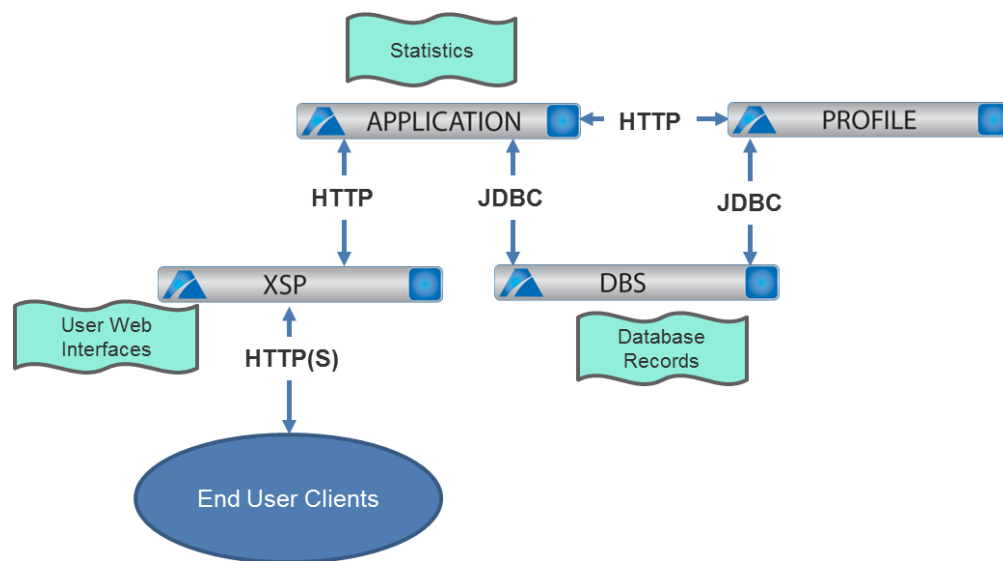 Statistics
APPLICATION
HTTP
PROFILE
HTTP
JDBC
JDBC
XSP
DBS
User Web
Interfaces
HTTP(S)
Database
Records
End User Clients